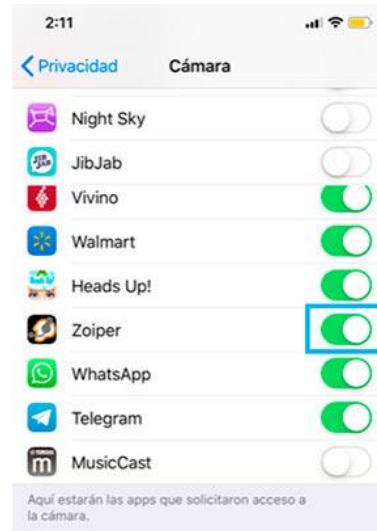 2:11
Privacidad Cámara
Night Sky
JibJab
Vivino
Walmart
Heads Up!
Zoiper
WhatsApp
Telegram
MusicCast
Aquí estarán las apps que solicitaron acceso a
la cámara.